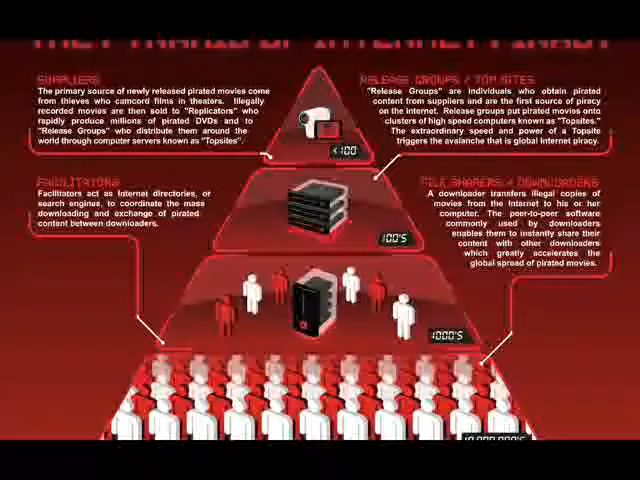 THE PYRAMID OF INTERNET PIRACY
SUPPLIERS
The primary source of newly released pirated movies come
from thieves who camcord films in theaters. Illegally
recorded movies are then sold to "Replicators" who
rapidly produce millions of pirated DVDs and to
"Release Groups" who distribute them around the
world through computer servers known as "Topsites".
RELEASE GROUPS / TOP SITES
"Release Groups" are individuals who obtain pirated
content from suppliers and are the first source of piracy
on the Internet. Release groups put pirated movies onto
clusters of high speed computers known as "Topsites."
The extraordinary speed and power of a Topsite
triggers the avalanche that is global Internet piracy.
<100
FACILITATORS
Facilitators act as Internet directories, or
search engines, to coordinate the mass
downloading and exchange of pirated
content between downloaders.
FILE SHARERS / DOWNLOADERS
A downloader transfers illegal copies of
movies from the Internet to his or her
computer. The peer-to-peer software
commonly used by downloaders
enables them to instantly share their
content with other downloaders
which greatly accelerates the
global spread of pirated movies.
100'S
1000'S
10,000,000'S